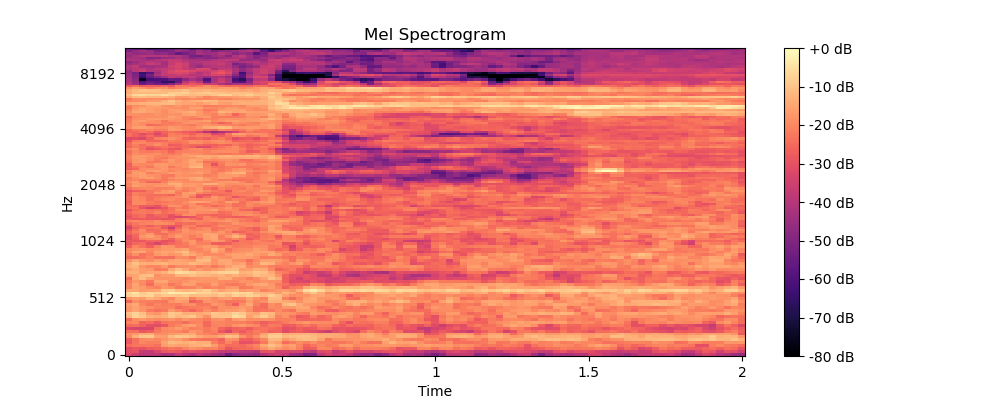 Mel Spectrogram
Hz
8192
4096
2048
1024
512
0
0 0.5 1 1.5 2
Time
+0 dB
-10 dB
-20 dB
-30 dB
-40 dB
-50 dB
-60 dB
-70 dB
-80 dB